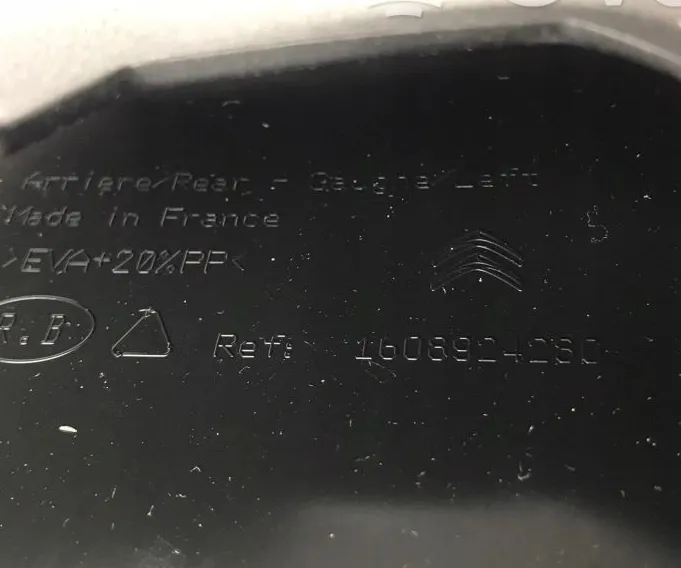 Arriere/Rear - Gauche/Left
Made in France
>EVA+20%PP<
R.B
Ref: 1608924280